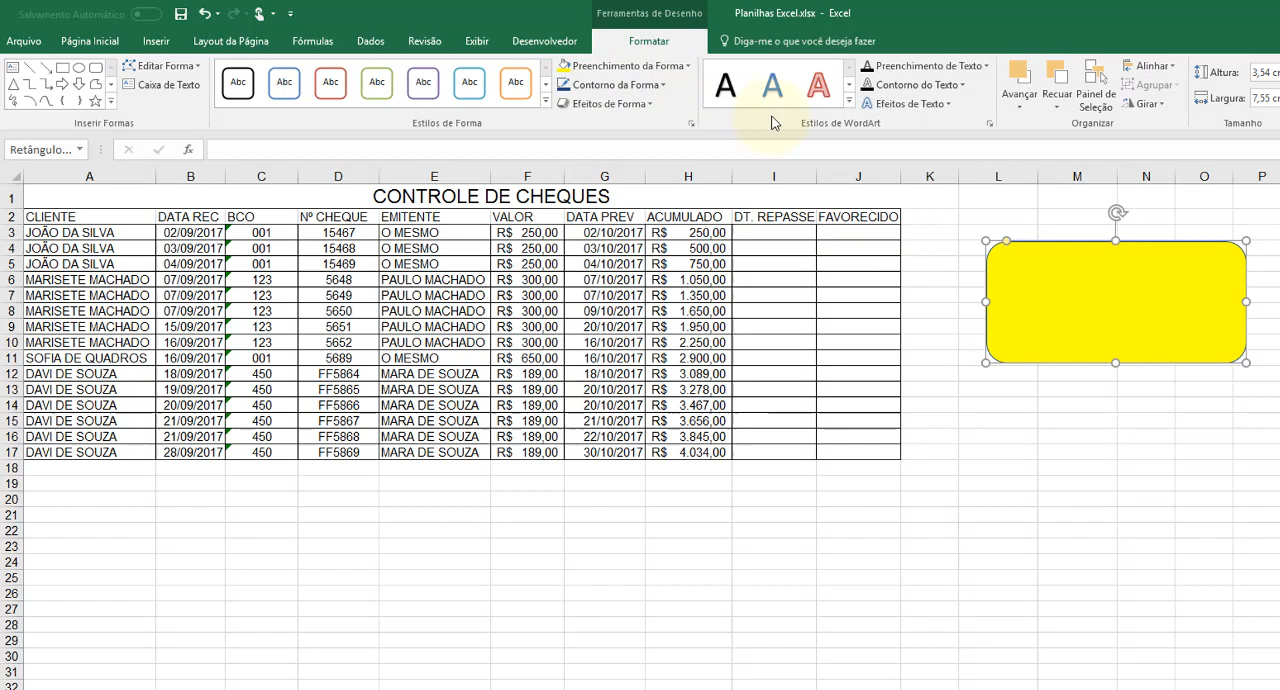 Salvamento Automático
Ferramentas de Desenho
Planilhas Excel.xlsx - Excel
Arquivo Página Inicial Inserir Layout da Página Fórmulas Dados Revisão Exibir Desenvolvedor Formatar Diga-me o que você deseja fazer
Editar Forma
Caixa de Texto
Inserir Formas
Abc Abc Abc Abc Abc Abc Abc
Preenchimento da Forma
Contorno da Forma
Efeitos de Forma
Estilos de Forma
A A A
Preenchimento do Texto
Contorno do Texto
Efeitos de Texto
Estilos de WordArt
Avançar Recuar Painel de Seleção
Alinhar
Agrupar
Girar
Organizar
Altura: 3,54 c
Largura: 7,55 c
Tamanho
Retângulo... fx
A B C D E F G H I J K L M N O P
1 CONTROLE DE CHEQUES
2 CLIENTE DATA REC BCO Nº CHEQUE EMITENTE VALOR DATA PREV ACUMULADO DT. REPASSE FAVORECIDO
3 JOÃO DA SILVA 02/09/2017 001 15467 O MESMO R$ 250,00 02/10/2017 R$ 250,00
4 JOÃO DA SILVA 03/09/2017 001 15468 O MESMO R$ 250,00 03/10/2017 R$ 500,00
5 JOÃO DA SILVA 04/09/2017 001 15469 O MESMO R$ 250,00 04/10/2017 R$ 750,00
6 MARISETE MACHADO 07/09/2017 123 5648 PAULO MACHADO R$ 300,00 07/10/2017 R$ 1.050,00
7 MARISETE MACHADO 07/09/2017 123 5649 PAULO MACHADO R$ 300,00 07/10/2017 R$ 1.350,00
8 MARISETE MACHADO 07/09/2017 123 5650 PAULO MACHADO R$ 300,00 09/10/2017 R$ 1.650,00
9 MARISETE MACHADO 15/09/2017 123 5651 PAULO MACHADO R$ 300,00 20/10/2017 R$ 1.950,00
10 MARISETE MACHADO 16/09/2017 123 5652 PAULO MACHADO R$ 300,00 16/10/2017 R$ 2.250,00
11 SOFIA DE QUADROS 16/09/2017 001 5689 O MESMO R$ 650,00 16/10/2017 R$ 2.900,00
12 DAVI DE SOUZA 18/09/2017 450 FF5864 MARA DE SOUZA R$ 189,00 18/10/2017 R$ 3.089,00
13 DAVI DE SOUZA 19/09/2017 450 FF5865 MARA DE SOUZA R$ 189,00 20/10/2017 R$ 3.278,00
14 DAVI DE SOUZA 20/09/2017 450 FF5866 MARA DE SOUZA R$ 189,00 20/10/2017 R$ 3.467,00
15 DAVI DE SOUZA 21/09/2017 450 FF5867 MARA DE SOUZA R$ 189,00 21/10/2017 R$ 3.656,00
16 DAVI DE SOUZA 21/09/2017 450 FF5868 MARA DE SOUZA R$ 189,00 22/10/2017 R$ 3.845,00
17 DAVI DE SOUZA 28/09/2017 450 FF5869 MARA DE SOUZA R$ 189,00 30/10/2017 R$ 4.034,00
18
19
20
21
22
23
24
25
26
27
28
29
30
31
32